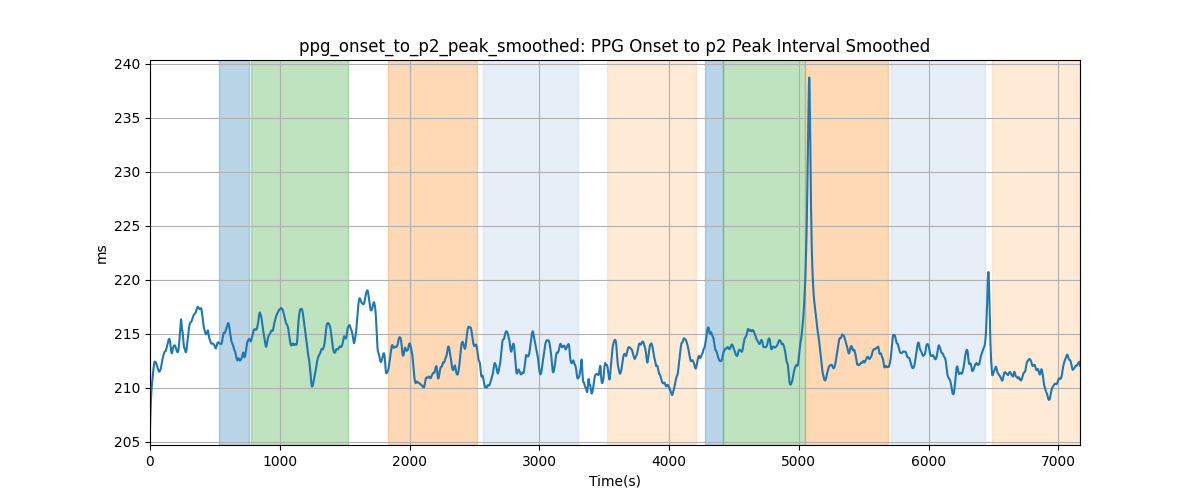 ppg_onset_to_p2_peak_smoothed: PPG Onset to p2 Peak Interval Smoothed
240
235
230
225
220
215
210
205
ms
0 1000 2000 3000 4000 5000 6000 7000
Time(s)